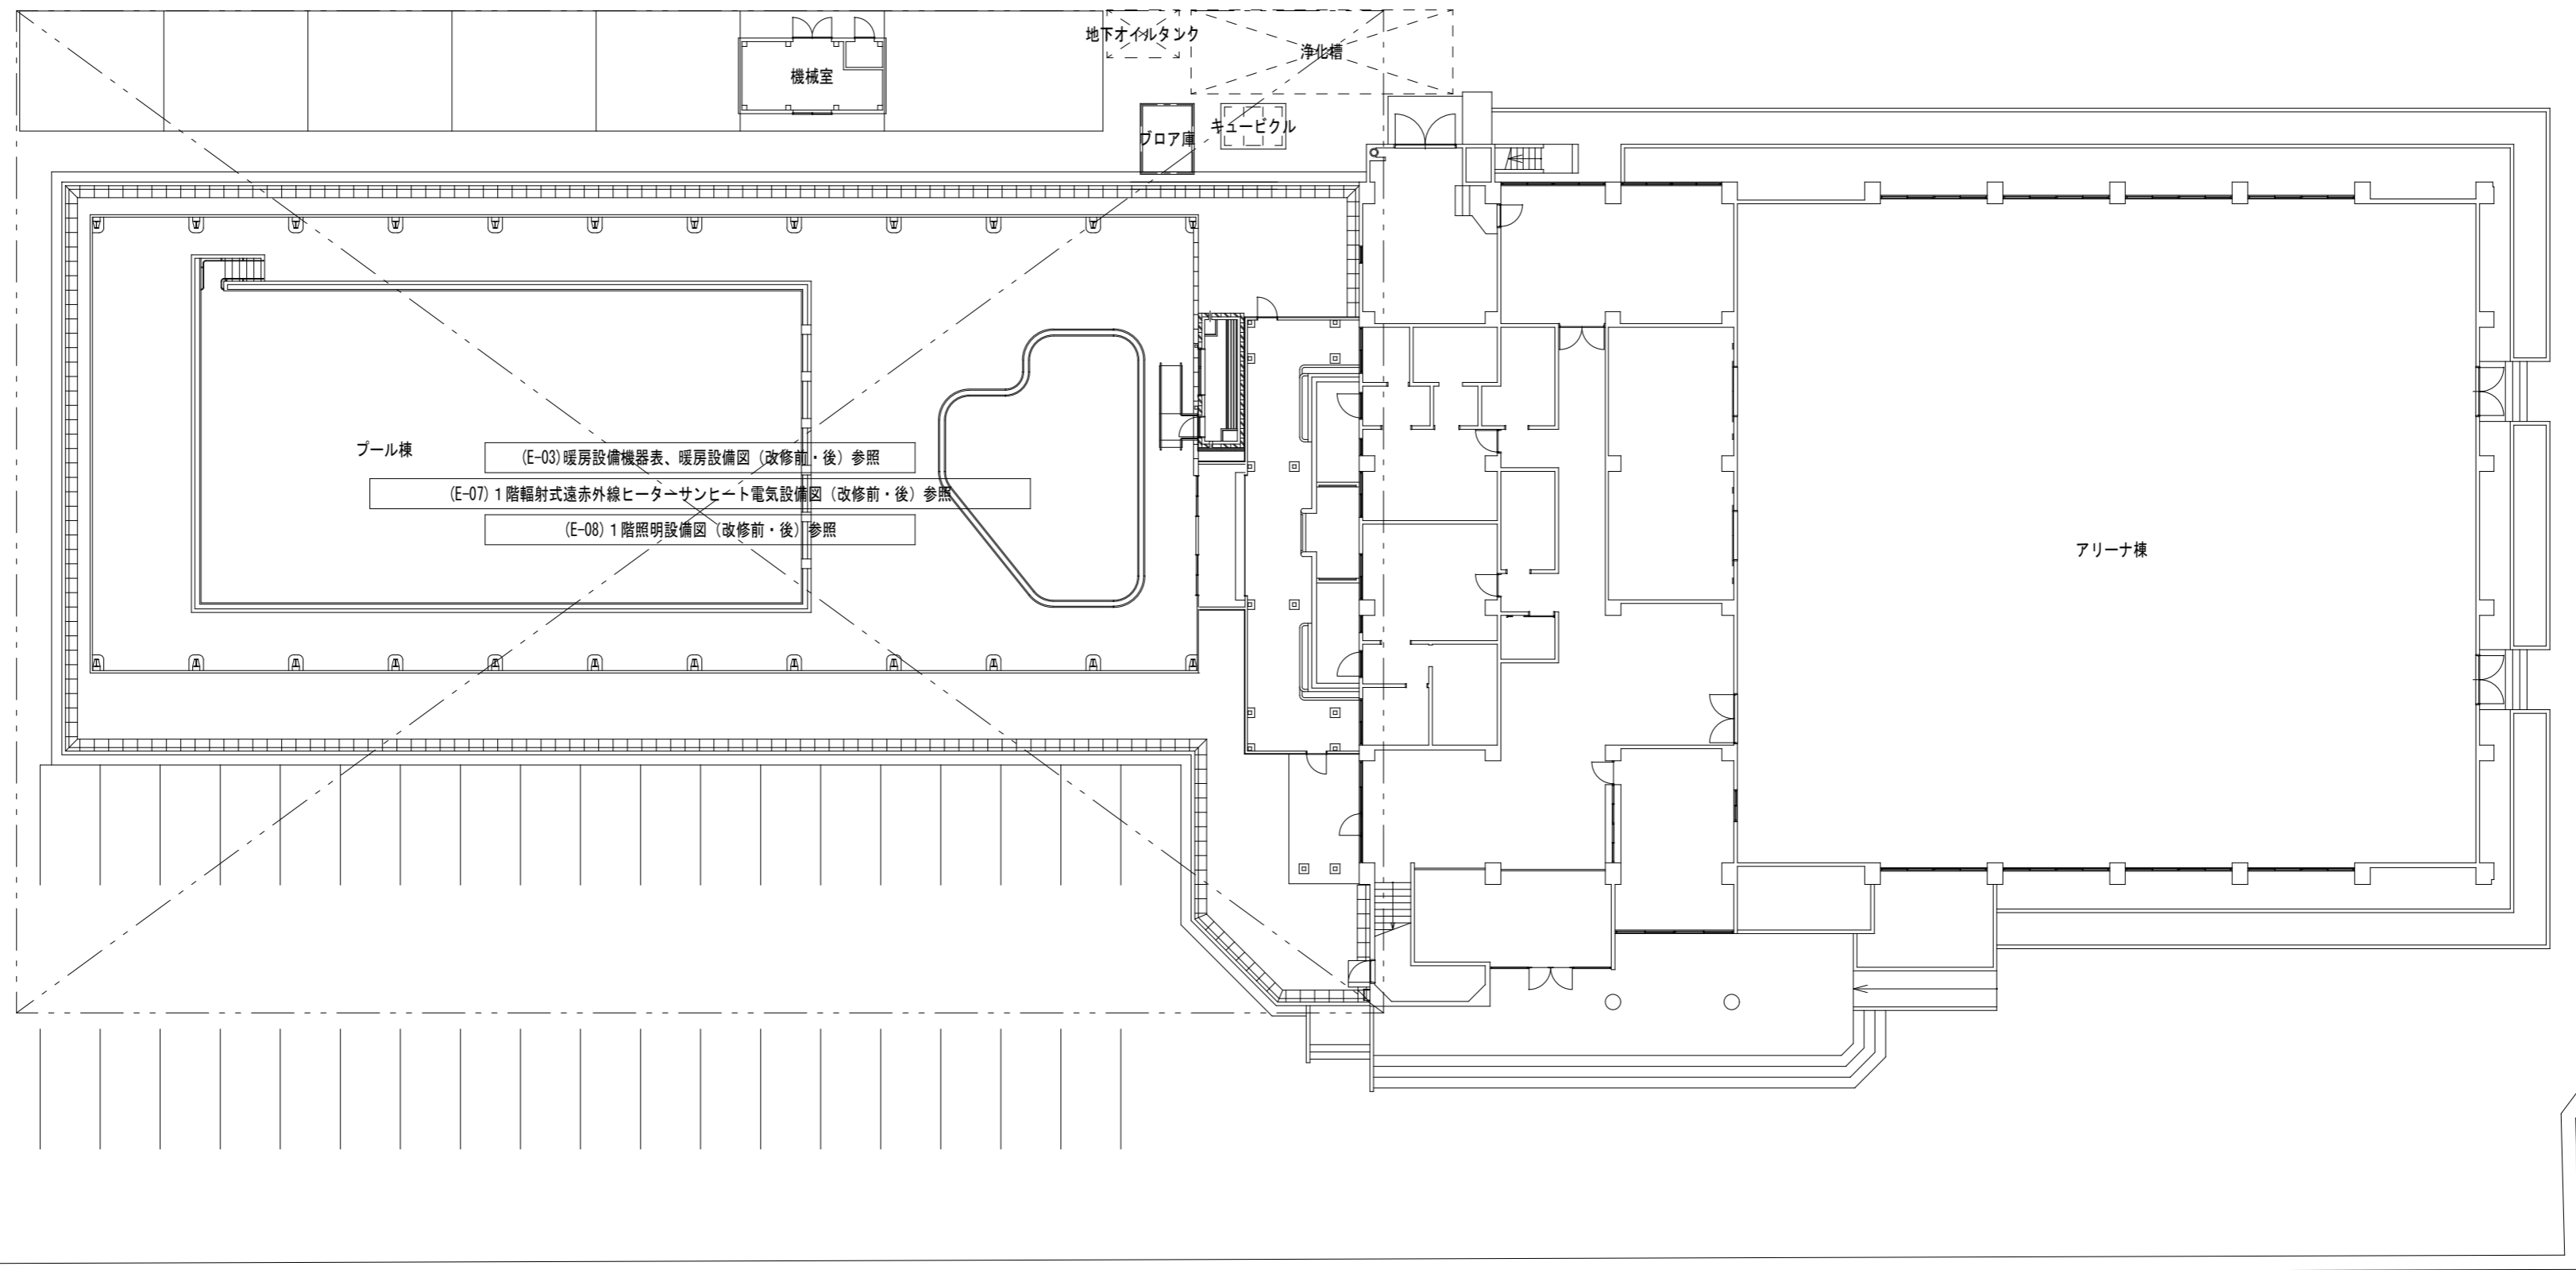 地下オイルタンク
浄化槽
機械室
キュービクル
ブロア庫
プール棟
(E-03)暖房設備機器表、暖房設備図（改修前・後）参照
(E-07)１階輻射式遠赤外線ヒーターサンヒート電気設備図（改修前・後）参照
(E-08)１階照明設備図（改修前・後）参照
アリーナ棟